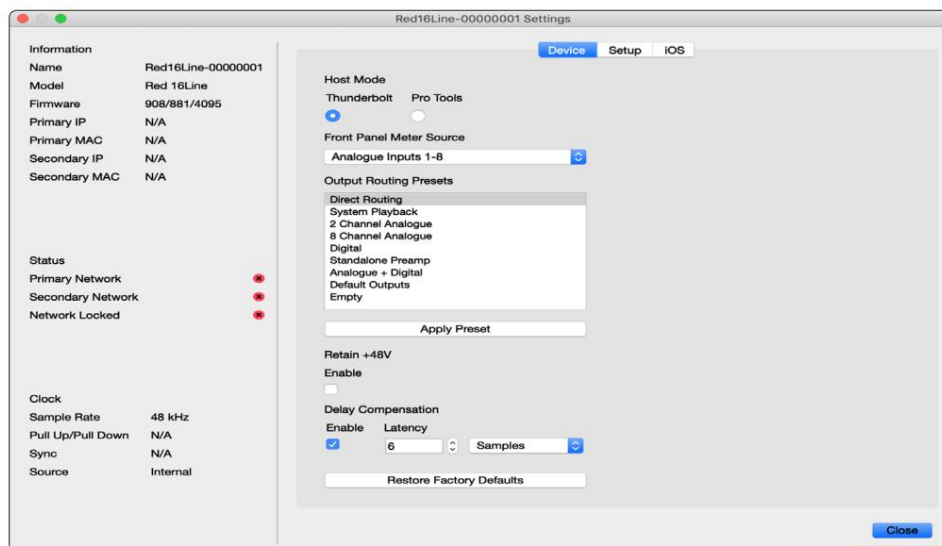 Red16Line-00000001 Settings
Information
Name Red16Line-00000001
Model Red 16Line
Firmware 908/881/4095
Primary IP N/A
Primary MAC N/A
Secondary IP N/A
Secondary MAC N/A
Status
Primary Network
Secondary Network
Network Locked
Clock
Sample Rate 48 kHz
Pull Up/Pull Down N/A
Sync N/A
Source Internal
Device Setup iOS
Host Mode
Thunderbolt Pro Tools
Front Panel Meter Source
Analogue Inputs 1-8
Output Routing Presets
Direct Routing
System Playback
2 Channel Analogue
8 Channel Analogue
Digital
Standalone Preamp
Analogue + Digital
Default Outputs
Empty
Apply Preset
Retain +48V
Enable
Delay Compensation
Enable Latency
6 Samples
Restore Factory Defaults
Close